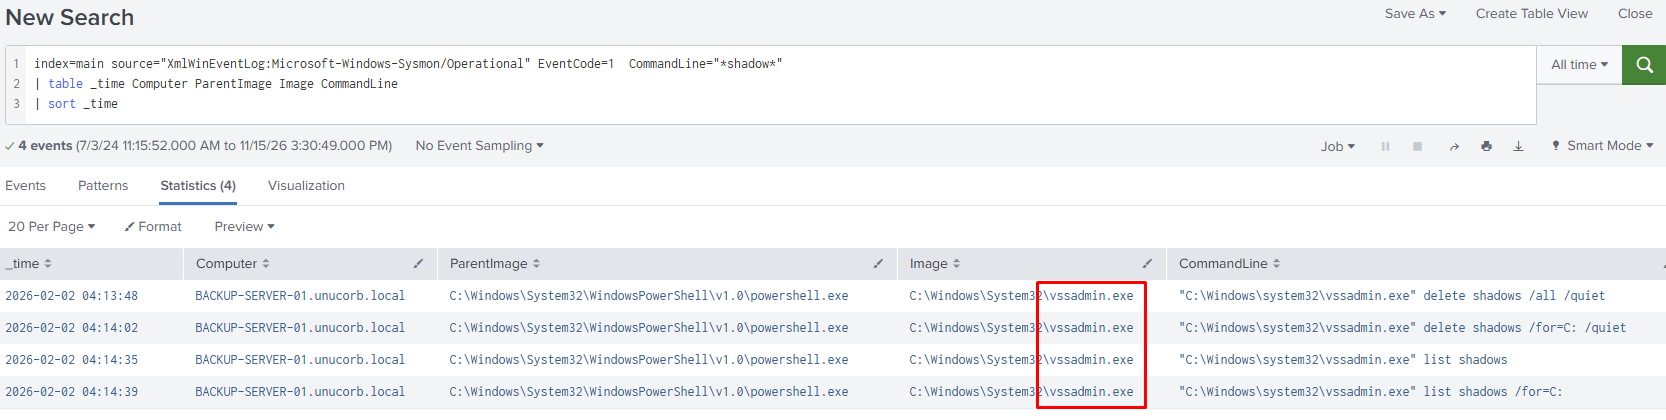 New Search
Save As ▾ Create Table View Close
1 index=main source="XmlWinEventLog:Microsoft-Windows-Sysmon/Operational" EventCode=1  CommandLine="*shadow*"
2 | table _time Computer ParentImage Image CommandLine
3 | sort _time
All time ▾
✓ 4 events (7/3/24 11:15:52.000 AM to 11/15/26 3:30:49.000 PM) No Event Sampling ▾ Job ▾ Smart Mode ▾
Events Patterns Statistics (4) Visualization
20 Per Page ▾ Format Preview ▾
_time Computer ParentImage Image CommandLine
2026-02-02 04:13:48 BACKUP-SERVER-01.unucorb.local C:\Windows\System32\WindowsPowerShell\v1.0\powershell.exe C:\Windows\System32\vssadmin.exe "C:\Windows\system32\vssadmin.exe" delete shadows /all /quiet
2026-02-02 04:14:02 BACKUP-SERVER-01.unucorb.local C:\Windows\System32\WindowsPowerShell\v1.0\powershell.exe C:\Windows\System32\vssadmin.exe "C:\Windows\system32\vssadmin.exe" delete shadows /for=C: /quiet
2026-02-02 04:14:35 BACKUP-SERVER-01.unucorb.local C:\Windows\System32\WindowsPowerShell\v1.0\powershell.exe C:\Windows\System32\vssadmin.exe "C:\Windows\system32\vssadmin.exe" list shadows
2026-02-02 04:14:39 BACKUP-SERVER-01.unucorb.local C:\Windows\System32\WindowsPowerShell\v1.0\powershell.exe C:\Windows\System32\vssadmin.exe "C:\Windows\system32\vssadmin.exe" list shadows /for=C: